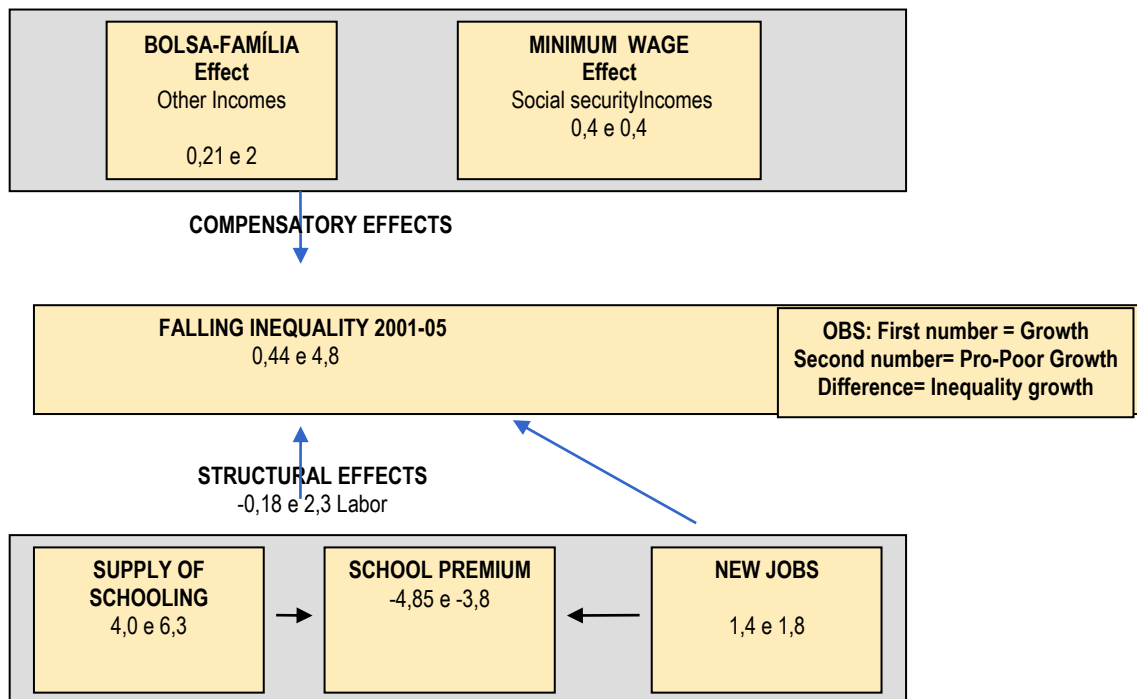 BOLSA-FAMÍLIA
Effect
Other Incomes
0,21 e 2
MINIMUM WAGE
Effect
Social securityIncomes
0,4 e 0,4
COMPENSATORY EFFECTS
FALLING INEQUALITY 2001-05
0,44 e 4,8
OBS: First number = Growth
Second number= Pro-Poor Growth
Difference= Inequality growth
STRUCTURAL EFFECTS
-0,18 e 2,3 Labor
SUPPLY OF
SCHOOLING
4,0 e 6,3
SCHOOL PREMIUM
-4,85 e -3,8
NEW JOBS
1,4 e 1,8